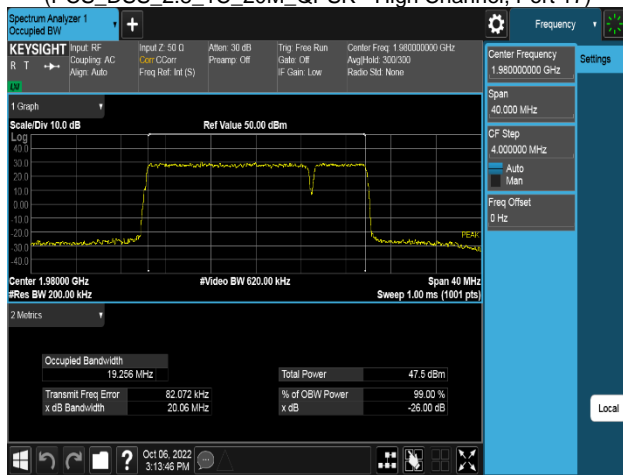 (PCS_DSS_2.5_1C_20M_QPSK - High Channel, Port 17)
Spectrum Analyzer 1
Occupied BW
+
Frequency
KEYSIGHT
R T
LXI
Input: RF
Coupling: AC
Align: Auto
Input Z: 50 Ω
Corr CCorr
Freq Ref: Int (S)
Atten: 30 dB
Preamp: Off
Trig: Free Run
Gate: Off
IF Gain: Low
Center Freq: 1.980000000 GHz
Avg|Hold: 300/300
Radio Std: None
Center Frequency
1.980000000 GHz
Settings
Span
40.000 MHz
CF Step
4.000000 MHz
Auto
Man
Freq Offset
0 Hz
1 Graph
Scale/Div 10.0 dB
Ref Value 50.00 dBm
Log
40.0
30.0
20.0
10.0
0.00
-10.0
-20.0
-30.0
-40.0
PEAK
Center 1.98000 GHz
#Video BW 620.00 kHz
Span 40 MHz
#Res BW 200.00 kHz
Sweep 1.00 ms (1001 pts)
2 Metrics
Occupied Bandwidth
19.256 MHz
Total Power
47.5 dBm
Transmit Freq Error
82.072 kHz
% of OBW Power
99.00 %
x dB Bandwidth
20.06 MHz
x dB
-26.00 dB
Local
?
Oct 06, 2022
3:13:46 PM